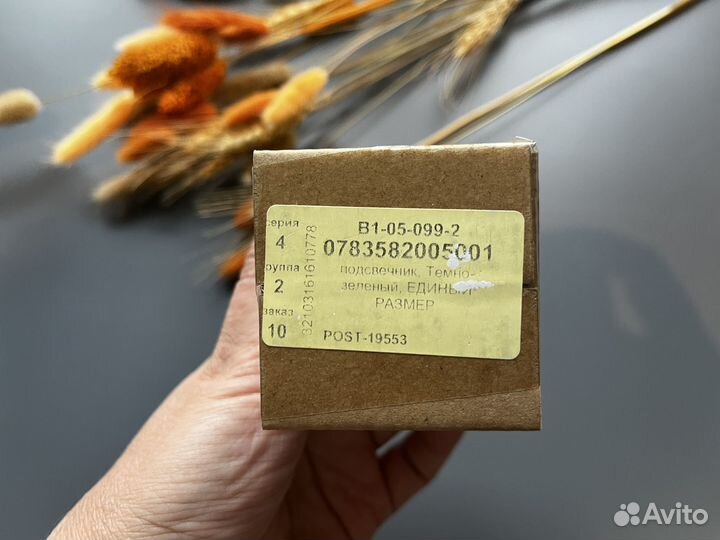 B1-05-099-2
0783582005001
подсвечник, Темно-
зеленый, ЕДИНЫЙ
РАЗМЕР
POST-19553
серия
4
группа
2
заказ
10
Avito